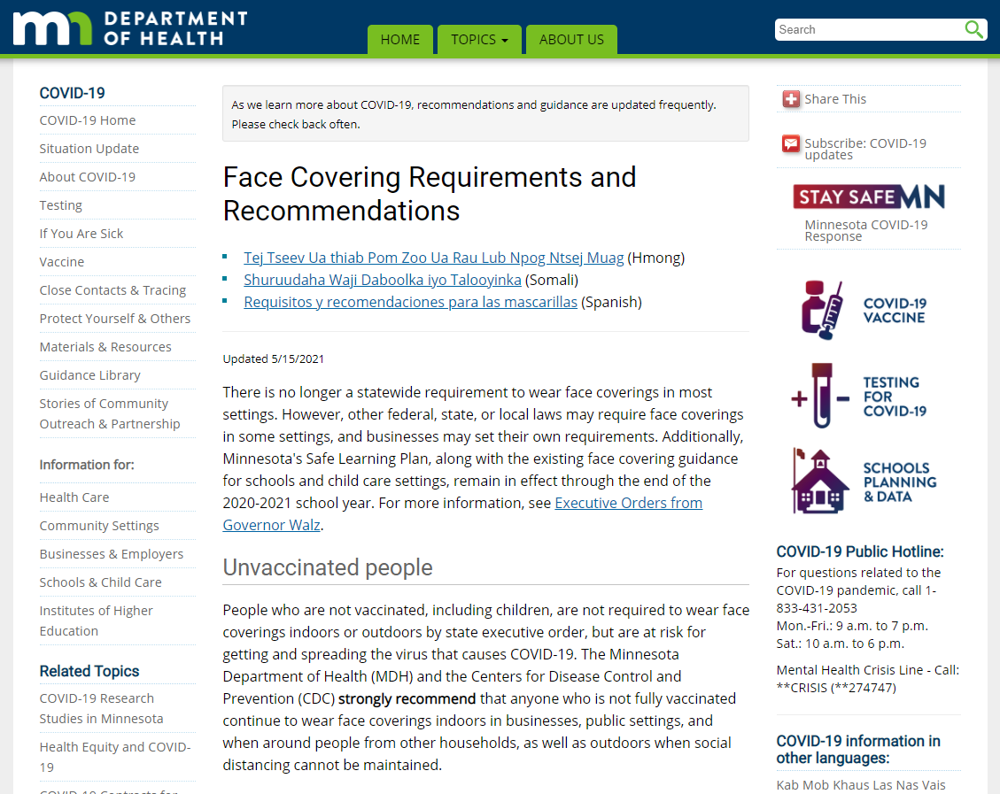 mn DEPARTMENT
OF HEALTH
HOME
TOPICS
ABOUT US
Search
COVID-19
COVID-19 Home
Situation Update
About COVID-19
Testing
If You Are Sick
Vaccine
Close Contacts & Tracing
Protect Yourself & Others
Materials & Resources
Guidance Library
Stories of Community
Outreach & Partnership
Information for:
Health Care
Community Settings
Businesses & Employers
Schools & Child Care
Institutes of Higher
Education
Related Topics
COVID-19 Research
Studies in Minnesota
Health Equity and COVID-
19
COVID-19 Contracts for
As we learn more about COVID-19, recommendations and guidance are updated frequently.
Please check back often.
Face Covering Requirements and
Recommendations
Tej Tseev Ua thiab Pom Zoo Ua Rau Lub Npog Ntsej Muag (Hmong)
Shuruudaha Waji Daboolka iyo Talooyinka (Somali)
Requisitos y recomendaciones para las mascarillas (Spanish)
Updated 5/15/2021
There is no longer a statewide requirement to wear face coverings in most
settings. However, other federal, state, or local laws may require face coverings
in some settings, and businesses may set their own requirements. Additionally,
Minnesota's Safe Learning Plan, along with the existing face covering guidance
for schools and child care settings, remain in effect through the end of the
2020-2021 school year. For more information, see Executive Orders from
Governor Walz.
Unvaccinated people
People who are not vaccinated, including children, are not required to wear face
coverings indoors or outdoors by state executive order, but are at risk for
getting and spreading the virus that causes COVID-19. The Minnesota
Department of Health (MDH) and the Centers for Disease Control and
Prevention (CDC) strongly recommend that anyone who is not fully vaccinated
continue to wear face coverings indoors in businesses, public settings, and
when around people from other households, as well as outdoors when social
distancing cannot be maintained.
Share This
Subscribe: COVID-19
updates
STAY SAFE MN
Minnesota COVID-19
Response
COVID-19
VACCINE
TESTING
FOR
COVID-19
SCHOOLS
PLANNING
& DATA
COVID-19 Public Hotline:
For questions related to the
COVID-19 pandemic, call 1-
833-431-2053
Mon.-Fri.: 9 a.m. to 7 p.m.
Sat.: 10 a.m. to 6 p.m.
Mental Health Crisis Line - Call:
**CRISIS (**274747)
COVID-19 information in
other languages:
Kab Mob Khaus Las Nas Vais